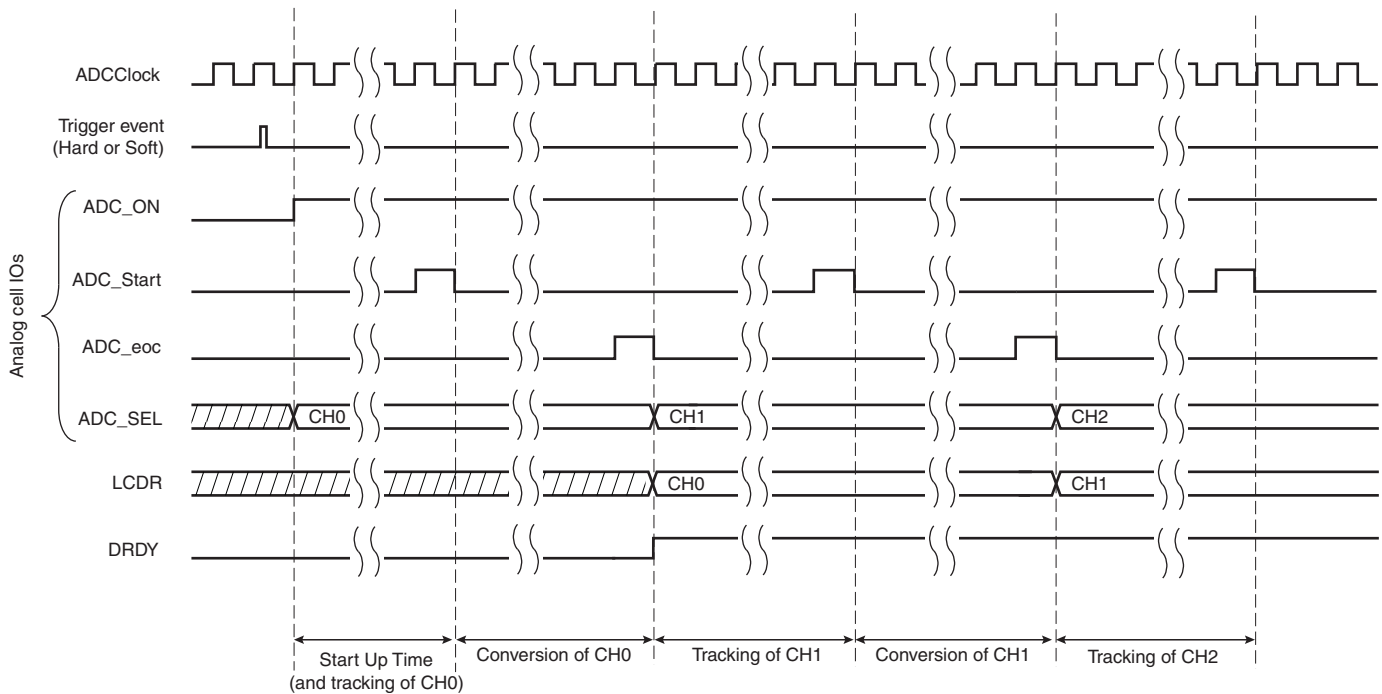 ADCClock
Trigger event
(Hard or Soft)
Analog cell IOs
ADC_ON
ADC_Start
ADC_eoc
ADC_SEL
CH0
CH1
CH2
LCDR
CH0
CH1
DRDY
Start Up Time
(and tracking of CH0)
Conversion of CH0
Tracking of CH1
Conversion of CH1
Tracking of CH2